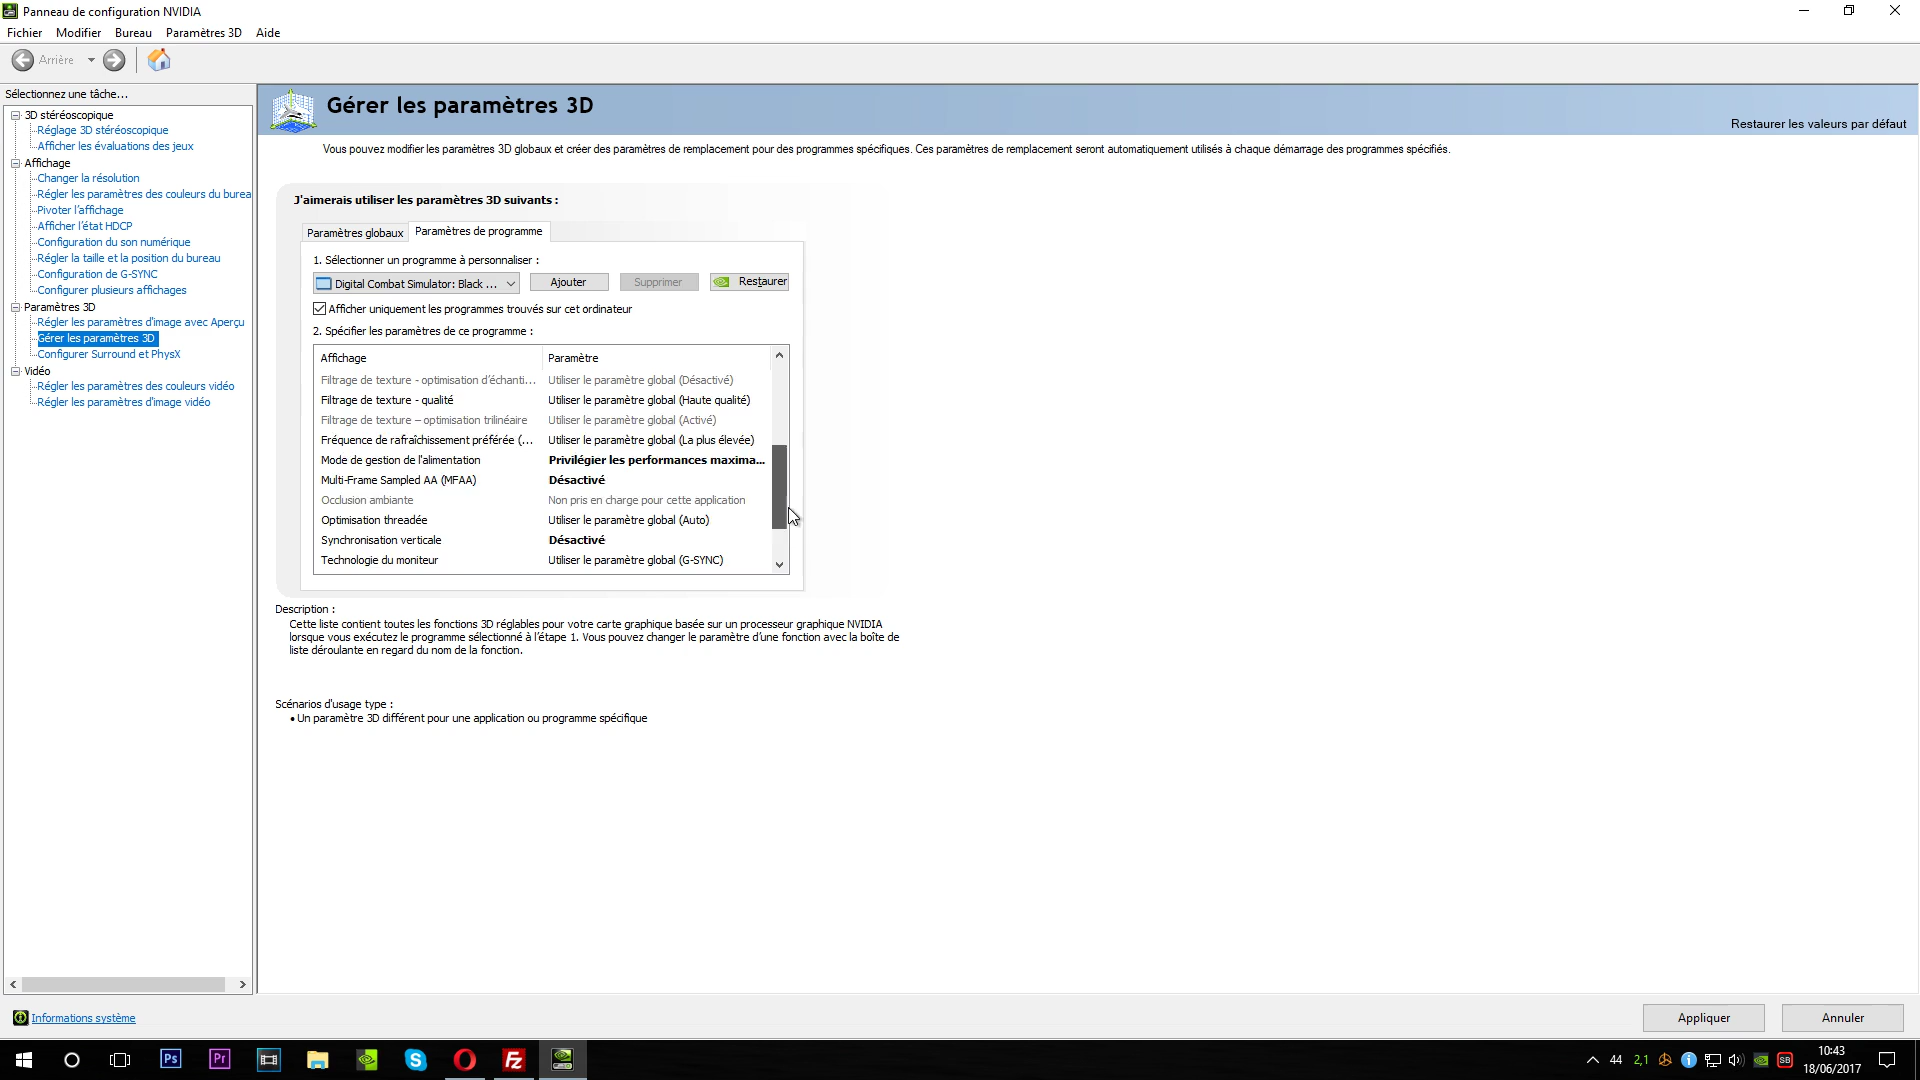 Panneau de configuration NVIDIA
Fichier Modifier Bureau Paramètres 3D Aide
Arrière
Sélectionnez une tâche...
3D stéréoscopique
Réglage 3D stéréoscopique
Afficher les évaluations des jeux
Affichage
Changer la résolution
Régler les paramètres des couleurs du burea
Pivoter l'affichage
Afficher l'état HDCP
Configuration du son numérique
Régler la taille et la position du bureau
Configuration de G-SYNC
Configurer plusieurs affichages
Paramètres 3D
Régler les paramètres d'image avec Aperçu
Gérer les paramètres 3D
Configurer Surround et PhysX
Vidéo
Régler les paramètres des couleurs vidéo
Régler les paramètres d'image vidéo
Informations système
Gérer les paramètres 3D
Restaurer les valeurs par défaut
Vous pouvez modifier les paramètres 3D globaux et créer des paramètres de remplacement pour des programmes spécifiques. Ces paramètres de remplacement seront automatiquement utilisés à chaque démarrage des programmes spécifiés.
J'aimerais utiliser les paramètres 3D suivants :
Paramètres globaux Paramètres de programme
1. Sélectionner un programme à personnaliser :
Digital Combat Simulator: Black ... Ajouter Supprimer Restaurer
Afficher uniquement les programmes trouvés sur cet ordinateur
2. Spécifier les paramètres de ce programme :
Affichage Paramètre
Filtrage de texture - optimisation d'échanti... Utiliser le paramètre global (Désactivé)
Filtrage de texture - qualité Utiliser le paramètre global (Haute qualité)
Filtrage de texture – optimisation trilinéaire Utiliser le paramètre global (Activé)
Fréquence de rafraîchissement préférée (... Utiliser le paramètre global (La plus élevée)
Mode de gestion de l'alimentation Privilégier les performances maxima...
Multi-Frame Sampled AA (MFAA) Désactivé
Occlusion ambiante Non pris en charge pour cette application
Optimisation threadée Utiliser le paramètre global (Auto)
Synchronisation verticale Désactivé
Technologie du moniteur Utiliser le paramètre global (G-SYNC)
Description :
Cette liste contient toutes les fonctions 3D réglables pour votre carte graphique basée sur un processeur graphique NVIDIA
lorsque vous exécutez le programme sélectionné à l'étape 1. Vous pouvez changer le paramètre d'une fonction avec la boîte de
liste déroulante en regard du nom de la fonction.
Scénarios d'usage type :
• Un paramètre 3D différent pour une application ou programme spécifique
Appliquer Annuler
Ps Pr S Fz 44 2,1 SB 10:43
18/06/2017